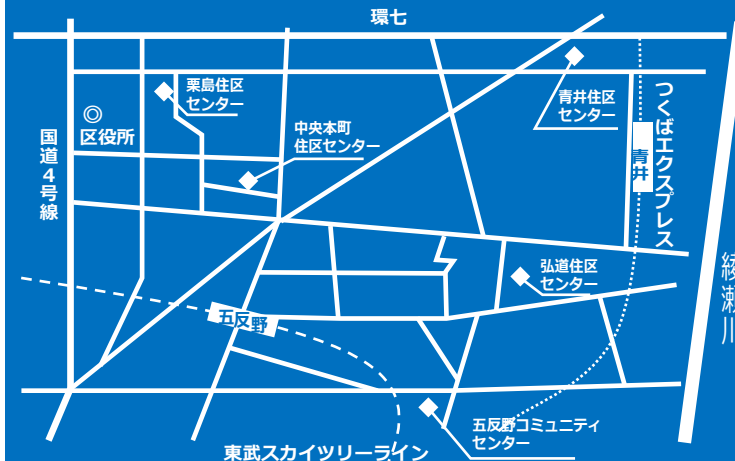 環七
栗島住区
センター
◎
区役所
青井住区
センター
中央本町
住区センター
国道4号線
つくばエクスプレス
青井
綾瀬川
弘道住区
センター
五反野
五反野コミュニティ
センター
東武スカイツリーライン